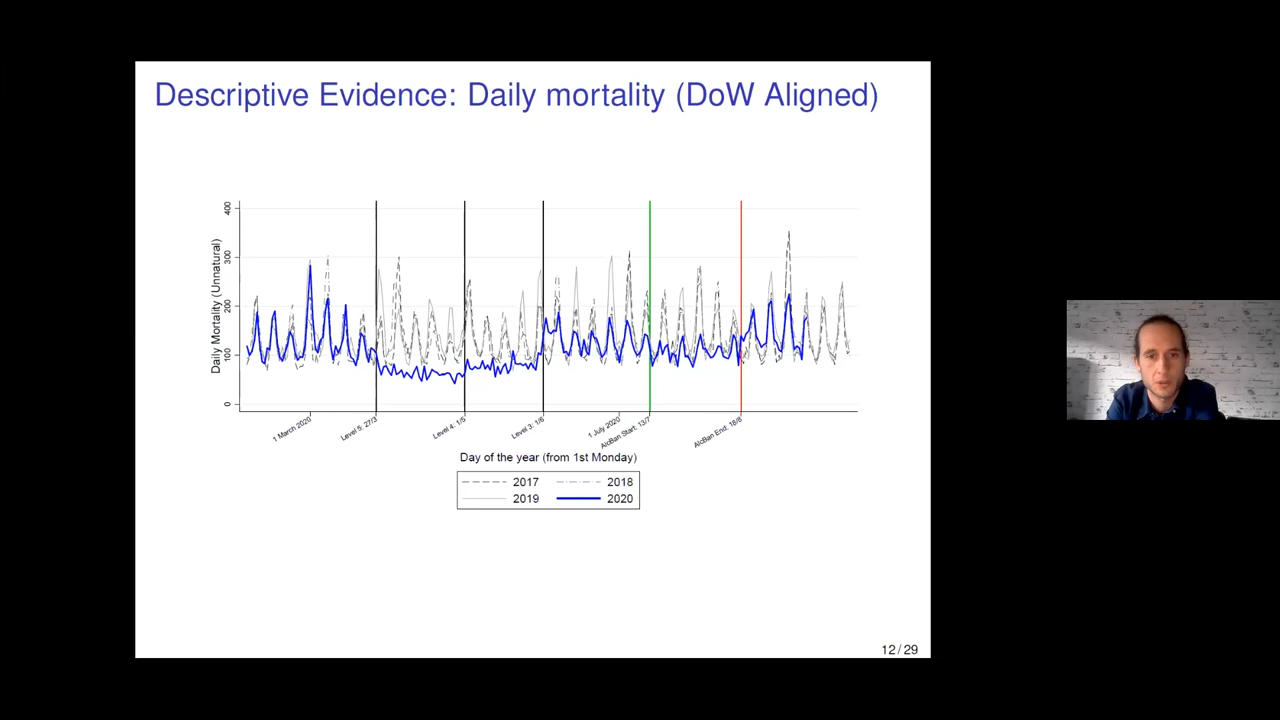 Descriptive Evidence: Daily mortality (DoW Aligned)
Daily Mortality (Unnatural)
400
300
200
100
0
1 March 2020
Level 5: 27/3
Level 4: 1/5
Level 3: 1/6
1 July 2020
AlcBan Start: 13/7
AlcBan End: 18/8
Day of the year (from 1st Monday)
2017 2018
2019 2020
12 / 29